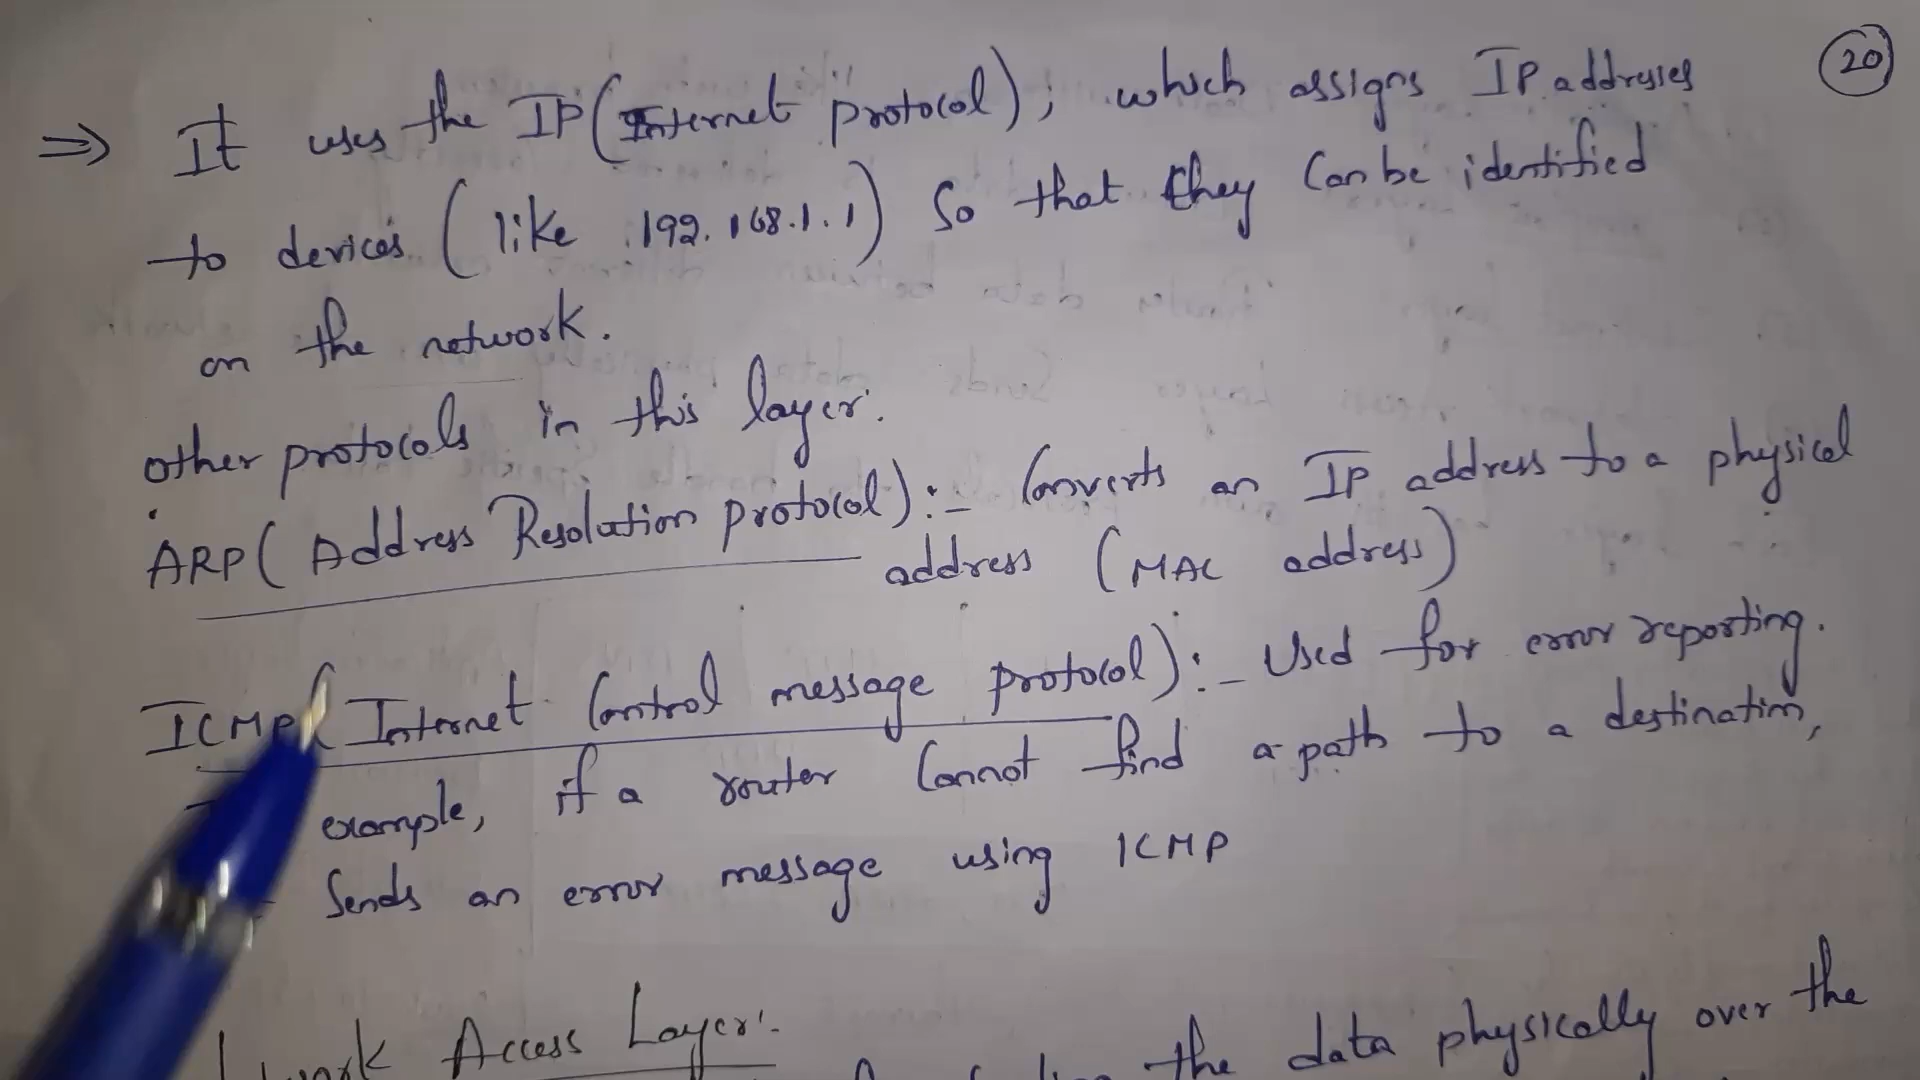 20
⇒ It uses the IP (Internet protocol), which assigns IP addresses
to devices (like 192.168.1.1) so that they can be identified
on the network.
other protocols in this layer.
ARP (Address Resolution protocol):- Converts an IP address to a physical
address (MAC address)
ICMP (Internet Control message protocol):- Used for error reporting.
example, if a router cannot find a path to a destination,
Sends an error message using ICMP
Access Layer:-
the data physically over the